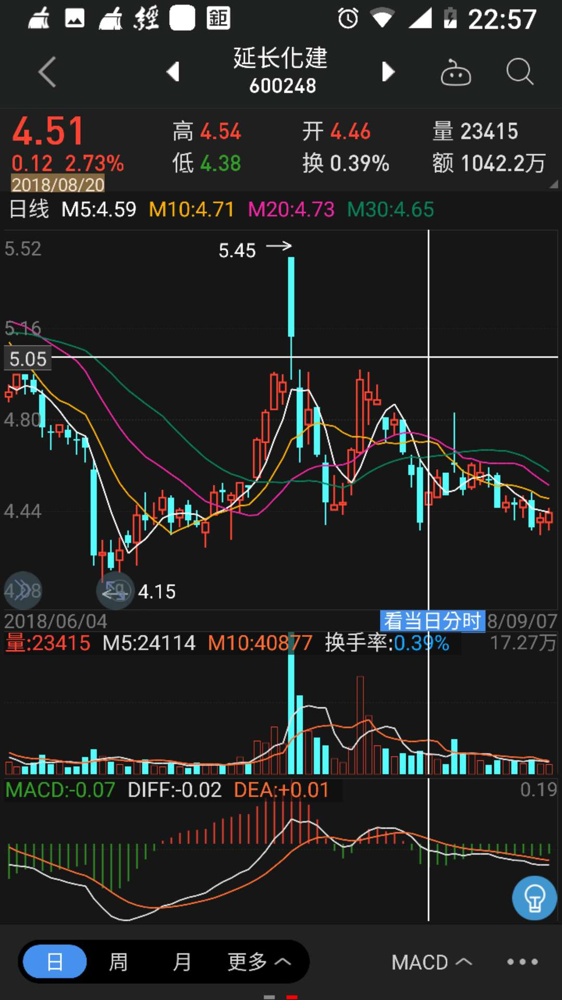 經 鉅 22:57
延长化建
600248
4.51 高 4.54 开 4.46 量 23415
0.12 2.73% 低 4.38 换 0.39% 额 1042.2万
2018/08/20
日线 M5:4.59 M10:4.71 M20:4.73 M30:4.65
5.52
5.45
5.16
5.05
4.80
4.44
4.15
2018/06/04 看当日分时 8/09/07
量:23415 M5:24114 M10:40877 换手率:0.39% 17.27万
MACD:-0.07 DIFF:-0.02 DEA:+0.01 0.19
日 周 月 更多 MACD